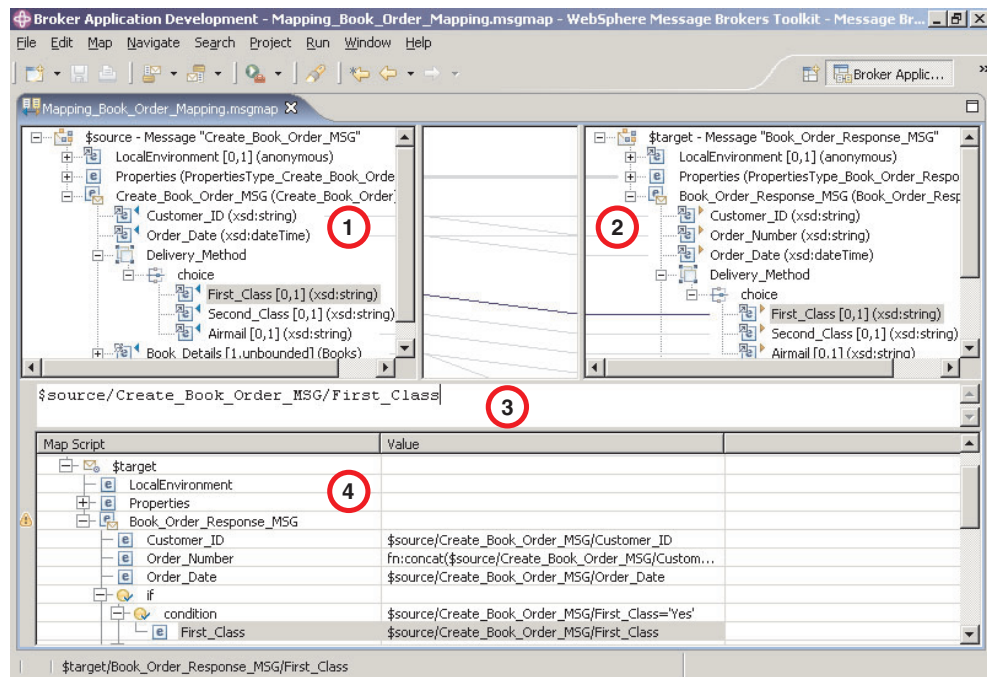 Broker Application Development - Mapping_Book_Order_Mapping.msgmap - WebSphere Message Brokers Toolkit - Message Br...
File Edit Map Navigate Search Project Run Window Help
Broker Applic...
Mapping_Book_Order_Mapping.msgmap
$source - Message "Create_Book_Order_MSG"
LocalEnvironment [0,1] (anonymous)
Properties (PropertiesType_Create_Book_Orde
Create_Book_Order_MSG (Create_Book_Order
Customer_ID (xsd:string)
Order_Date (xsd:dateTime)
Delivery_Method
choice
First_Class [0,1] (xsd:string)
Second_Class [0,1] (xsd:string)
Airmail [0,1] (xsd:string)
Book_Details [1,unbounded] (Books)
1
$target - Message "Book_Order_Response_MSG"
LocalEnvironment [0,1] (anonymous)
Properties (PropertiesType_Book_Order_Respo
Book_Order_Response_MSG (Book_Order_Resp
Customer_ID (xsd:string)
Order_Number (xsd:string)
Order_Date (xsd:dateTime)
Delivery_Method
choice
First_Class [0,1] (xsd:string)
Second_Class [0,1] (xsd:string)
Airmail [0,1] (xsd:string)
2
$source/Create_Book_Order_MSG/First_Class
3
Map Script Value
$target
LocalEnvironment
4
Properties
Book_Order_Response_MSG
Customer_ID $source/Create_Book_Order_MSG/Customer_ID
Order_Number fn:concat($source/Create_Book_Order_MSG/Custom...
Order_Date $source/Create_Book_Order_MSG/Order_Date
if
condition $source/Create_Book_Order_MSG/First_Class='Yes'
First_Class $source/Create_Book_Order_MSG/First_Class
$target/Book_Order_Response_MSG/First_Class